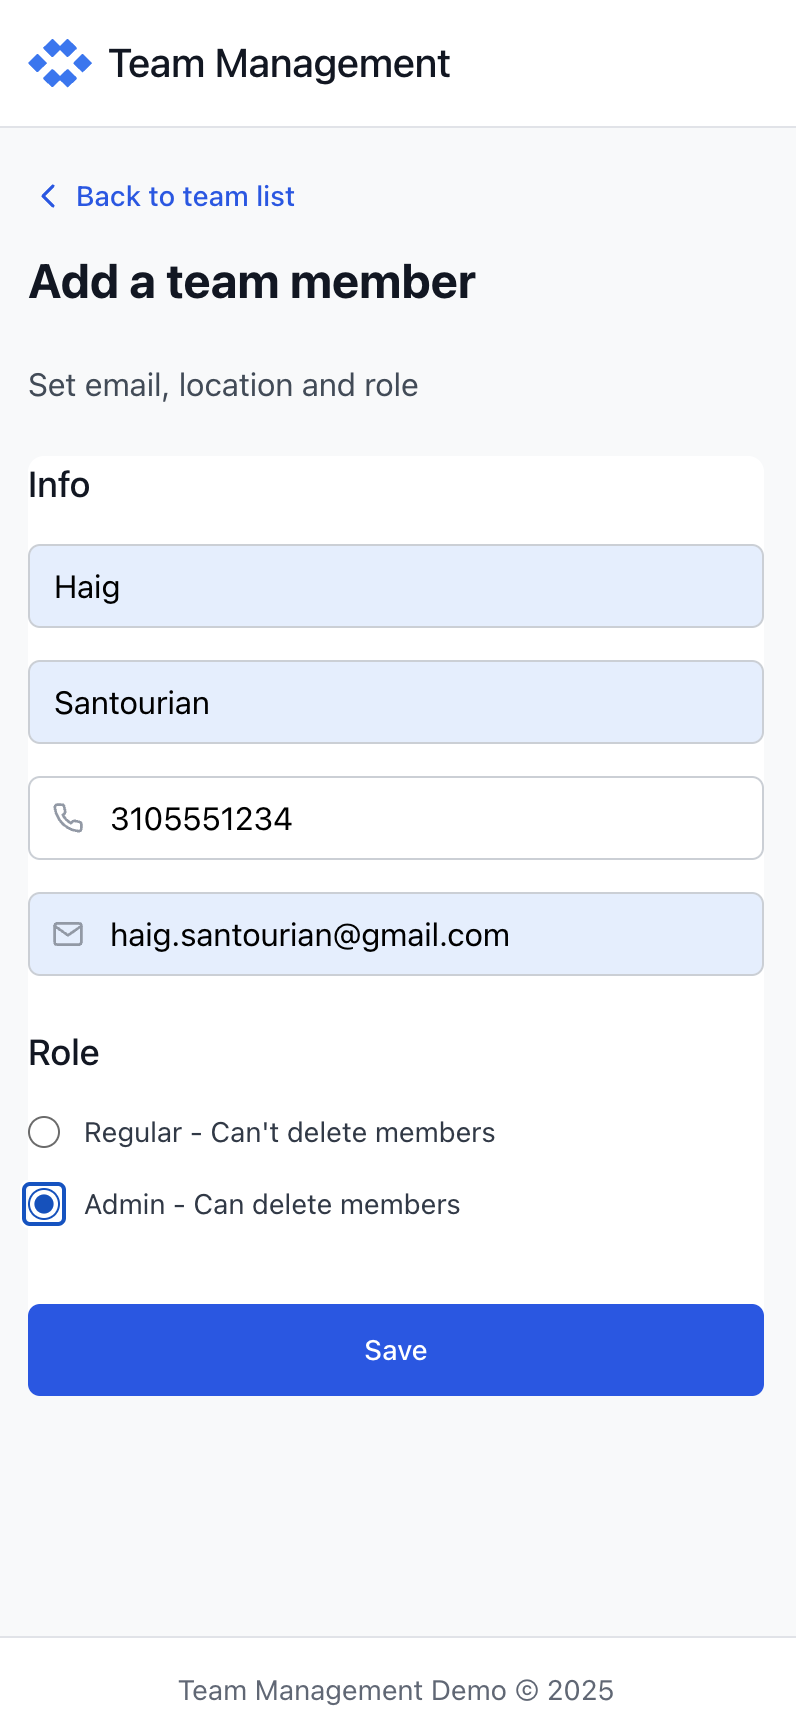 Team Management
Back to team list
Add a team member
Set email, location and role
Info
Haig
Santourian
3105551234
haig.santourian@gmail.com
Role
Regular - Can't delete members
Admin - Can delete members
Save
Team Management Demo © 2025